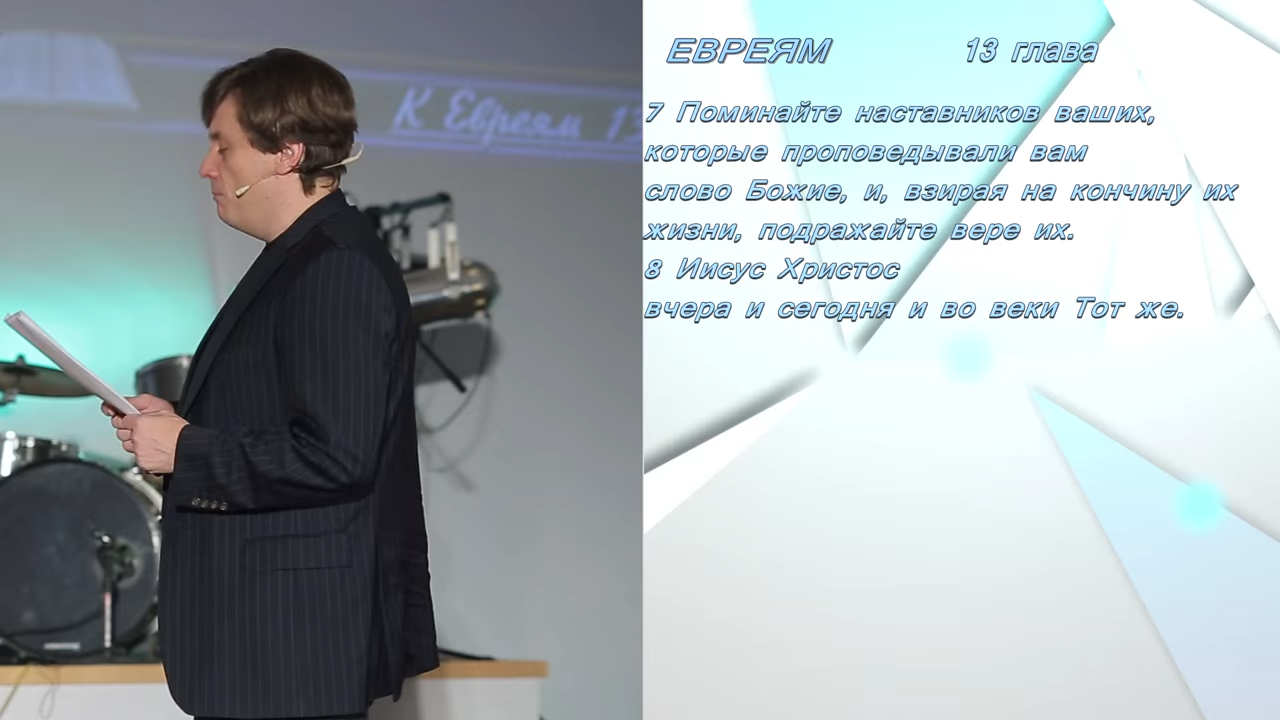 К Евреям 13
ЕВРЕЯМ 13 глава
7 Поминайте наставников ваших,
которые проповедывали вам
слово Божие, и, взирая на кончину их
жизни, подражайте вере их.
8 Иисус Христос
вчера и сегодня и во веки Тот же.